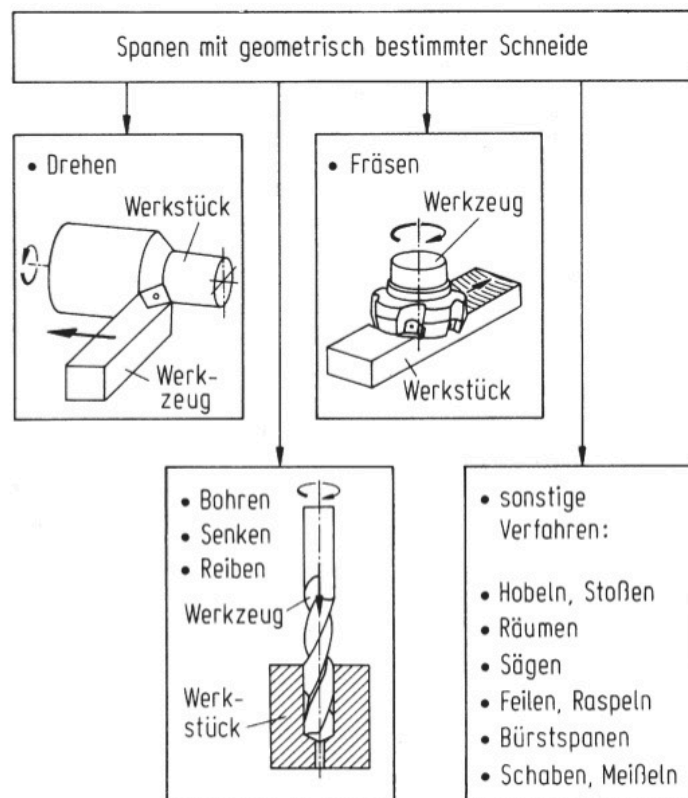 Spanen mit geometrisch bestimmter Schneide
• Drehen
Werkstück
Werk-
zeug
• Fräsen
Werkzeug
Werkstück
• Bohren
• Senken
• Reiben
Werkzeug
Werk-
stück
• sonstige
Verfahren:
• Hobeln, Stoßen
• Räumen
• Sägen
• Feilen, Raspeln
• Bürstspanen
• Schaben, Meißeln